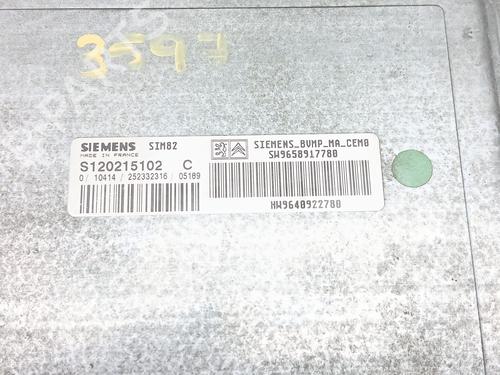 3597
SIEMENS SIM82
MADE IN FRANCE
S120215102 C
0/ 10414 / 252332316 / 05189
SIEMENS_BVMP_MA_CEM0
SW9658917780
HW9640922780